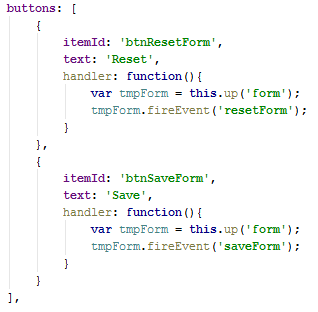 buttons: [
    {
        itemId: 'btnResetForm',
        text: 'Reset',
        handler: function(){
            var tmpForm = this.up('form');
            tmpForm.fireEvent('resetForm');
        }
    },
    {
        itemId: 'btnSaveForm',
        text: 'Save',
        handler: function(){
            var tmpForm = this.up('form');
            tmpForm.fireEvent('saveForm');
        }
    }
],